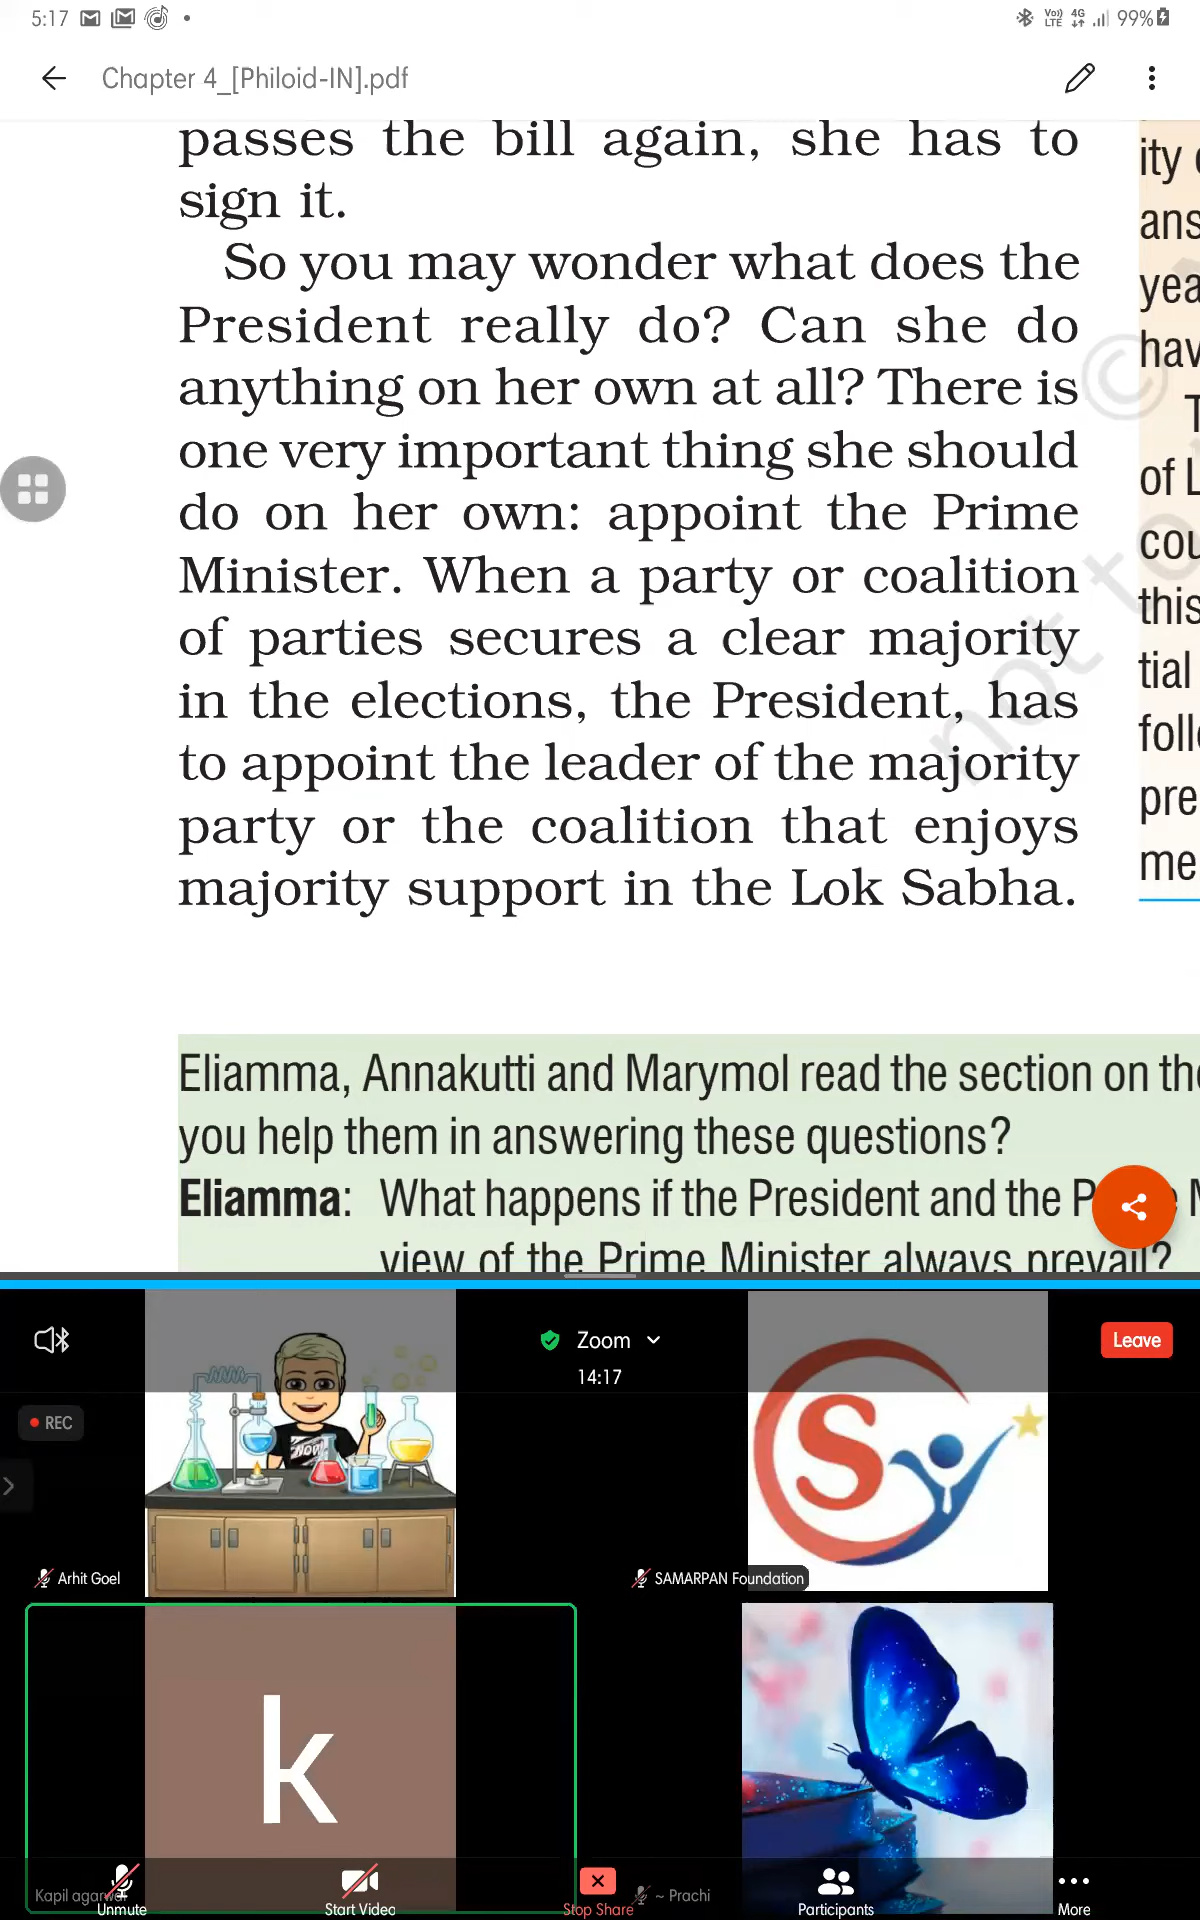 5:17
Vo)) LTE 4G 99%
Chapter 4_[Philoid-IN].pdf
passes the bill again, she has to
sign it.
So you may wonder what does the
President really do? Can she do
anything on her own at all? There is
one very important thing she should
do on her own: appoint the Prime
Minister. When a party or coalition
of parties secures a clear majority
in the elections, the President, has
to appoint the leader of the majority
party or the coalition that enjoys
majority support in the Lok Sabha.
ity
ans
yea
hav
T
of L
cou
this
tial
foll
pre
me
© not to
Eliamma, Annakutti and Marymol read the section on the
you help them in answering these questions?
Eliamma: What happens if the President and the P M
view of the Prime Minister always prevail?
Zoom
14:17
Leave
REC
NOW
S
Arhit Goel
SAMARPAN Foundation
k
Kapil agarwal
~ Prachi
Unmute
Start Video
Stop Share
Participants
More